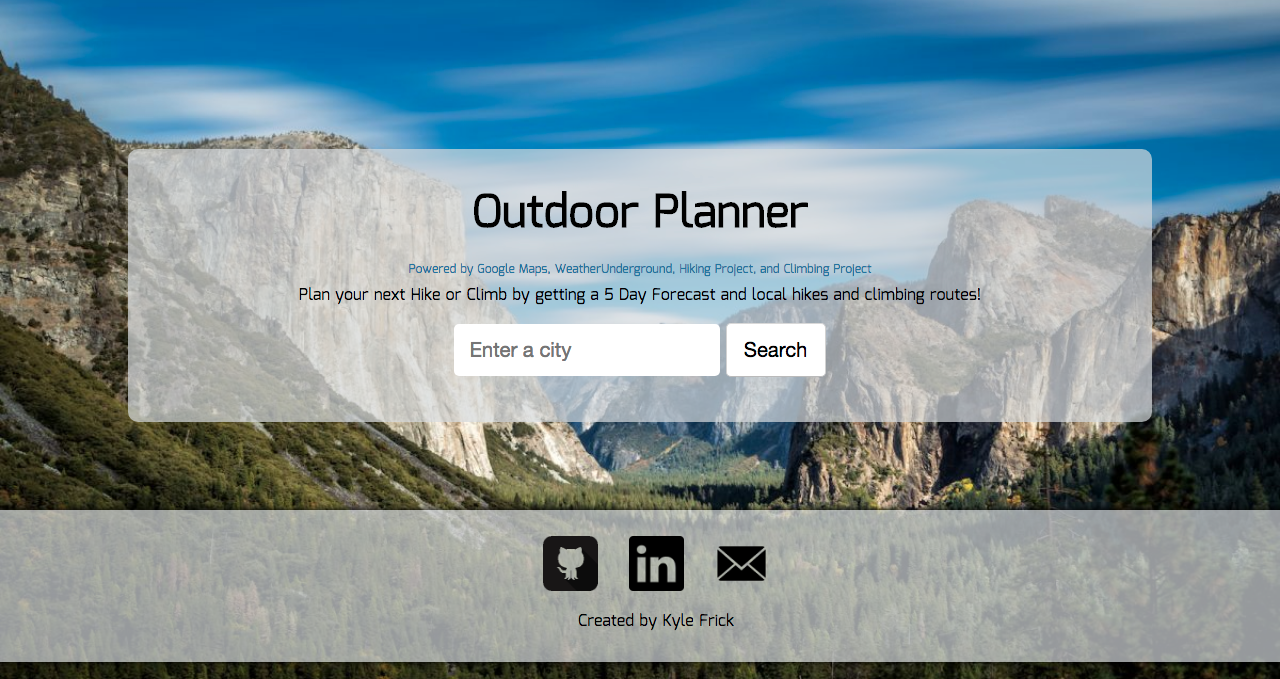 Outdoor Planner
Powered by Google Maps, WeatherUnderground, Hiking Project, and Climbing Project
Plan your next Hike or Climb by getting a 5 Day Forecast and local hikes and climbing routes!
Enter a city Search
in
Created by Kyle Frick